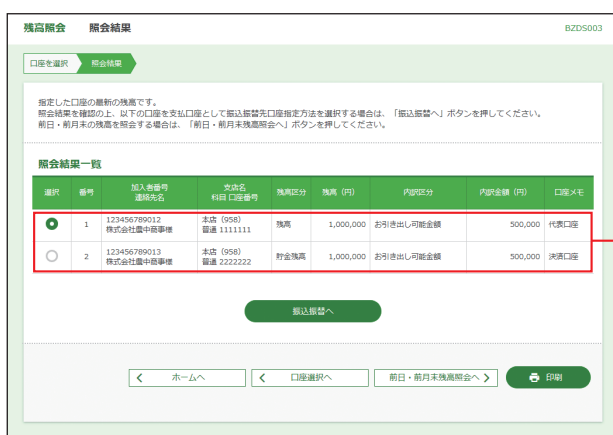 残高照会 照会結果 BZDS003
口座を選択 照会結果
指定した口座の最新の残高です。
照会結果を確認の上、以下の口座を支払口座として振込振替先口座指定方法を選択する場合は、「振込振替へ」ボタンを押してください。
前日・前月末の残高を照会する場合は、「前日・前月末残高照会へ」ボタンを押してください。
照会結果一覧
選択 番号 加入者番号 連絡先名 支店名 科目 口座番号 残高区分 残高（円） 内訳区分 内訳金額（円） 口座メモ
1 123456789012 本店（958） 残高 1,000,000 お引き出し可能金額 500,000 代表口座
株式会社豊中商事様 普通 1111111
2 123456789013 本店（958） 貯金残高 1,000,000 お引き出し可能金額 500,000 決済口座
株式会社豊中商事様 普通 2222222
振込振替へ
ホームへ 口座選択へ 前日・前月末残高照会へ 印刷